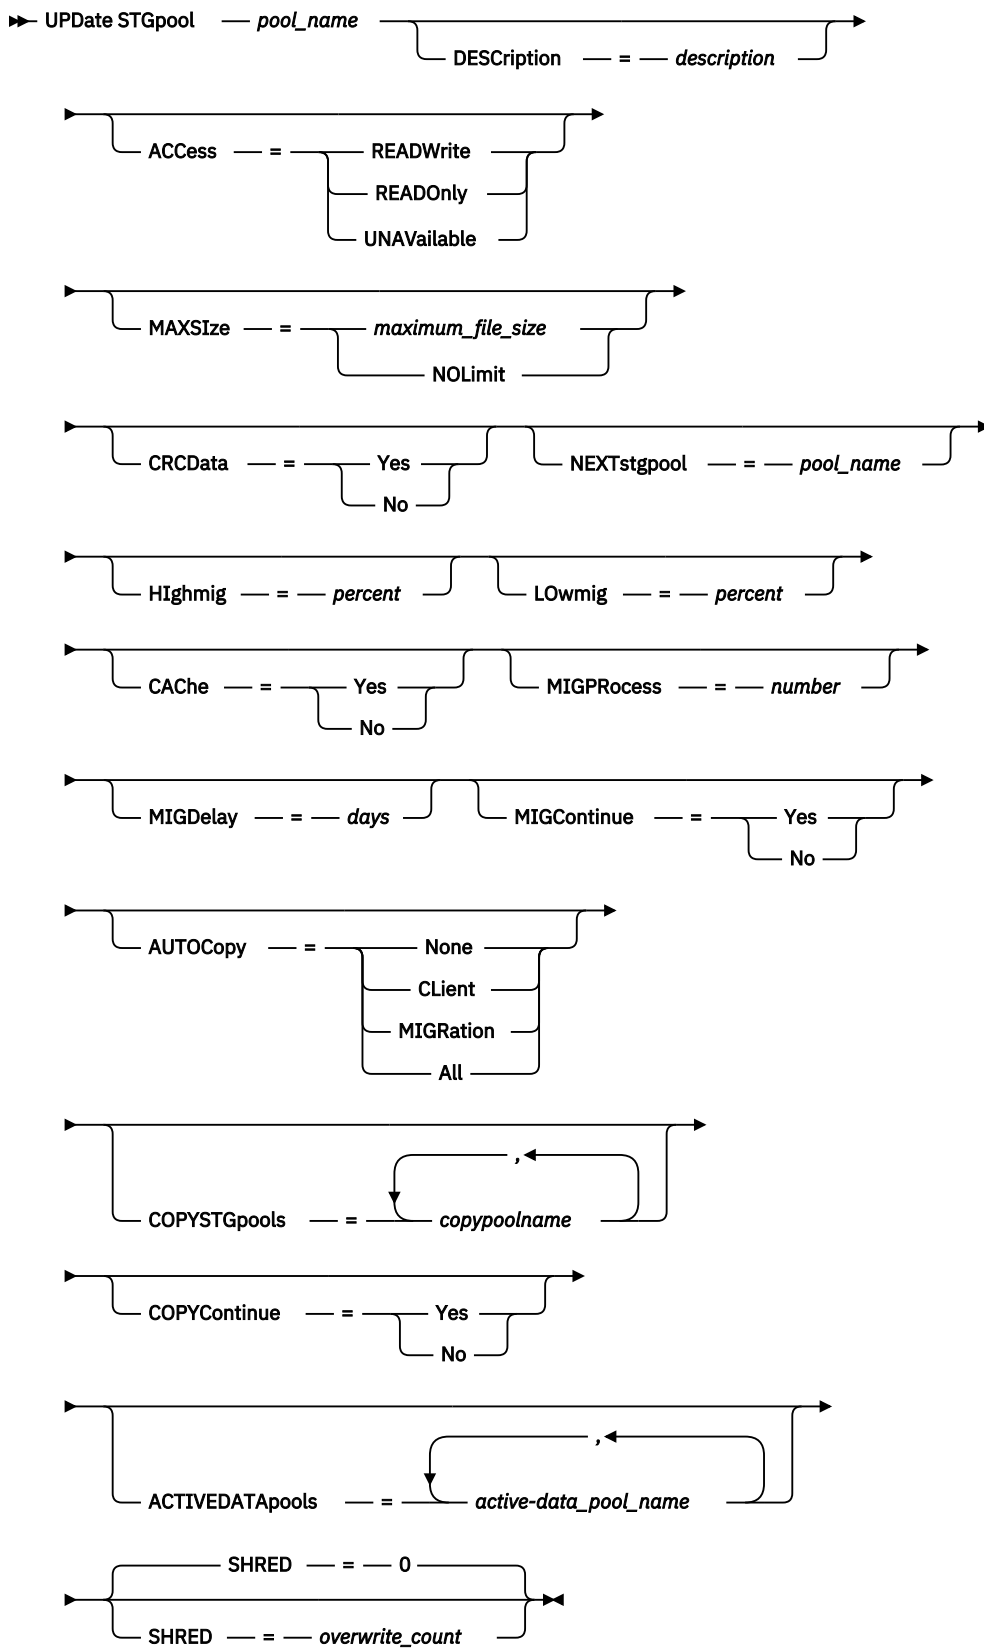 UPDate STGpool pool_name
DESCription = description
ACCess = READWrite
READOnly
UNAVailable
MAXSIze = maximum_file_size
NOLimit
CRCData = Yes NEXTstgpool = pool_name
No
HIghmig = percent LOwmig = percent
CAChe = Yes MIGPRocess = number
No
MIGDelay = days MIGContinue = Yes
No
AUTOCopy = None
CLient
MIGRation
All
,
COPYSTGpools = copypoolname
COPYContinue = Yes
No
,
ACTIVEDATApools = active-data_pool_name
SHRED = 0
SHRED = overwrite_count